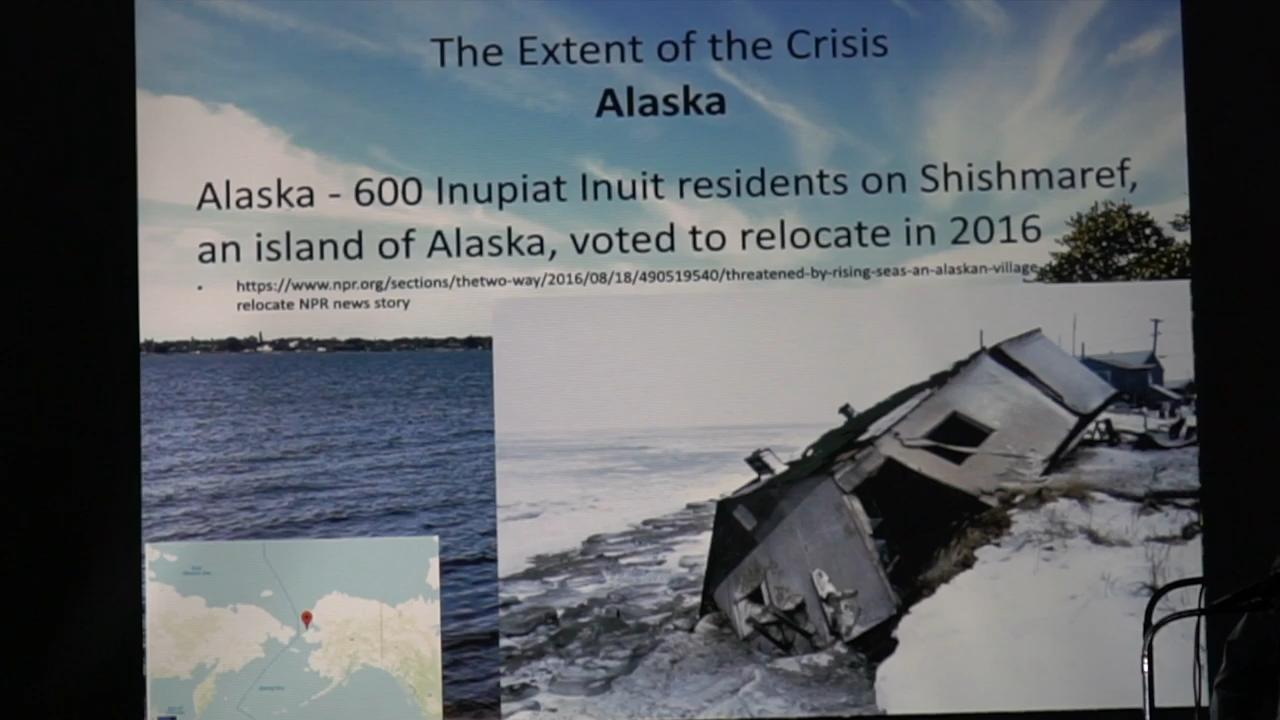 The Extent of the Crisis
Alaska
Alaska - 600 Inupiat Inuit residents on Shishmaref,
an island of Alaska, voted to relocate in 2016
• https://www.npr.org/sections/thetwo-way/2016/08/18/490519540/threatened-by-rising-seas-an-alaskan-village
relocate NPR news story